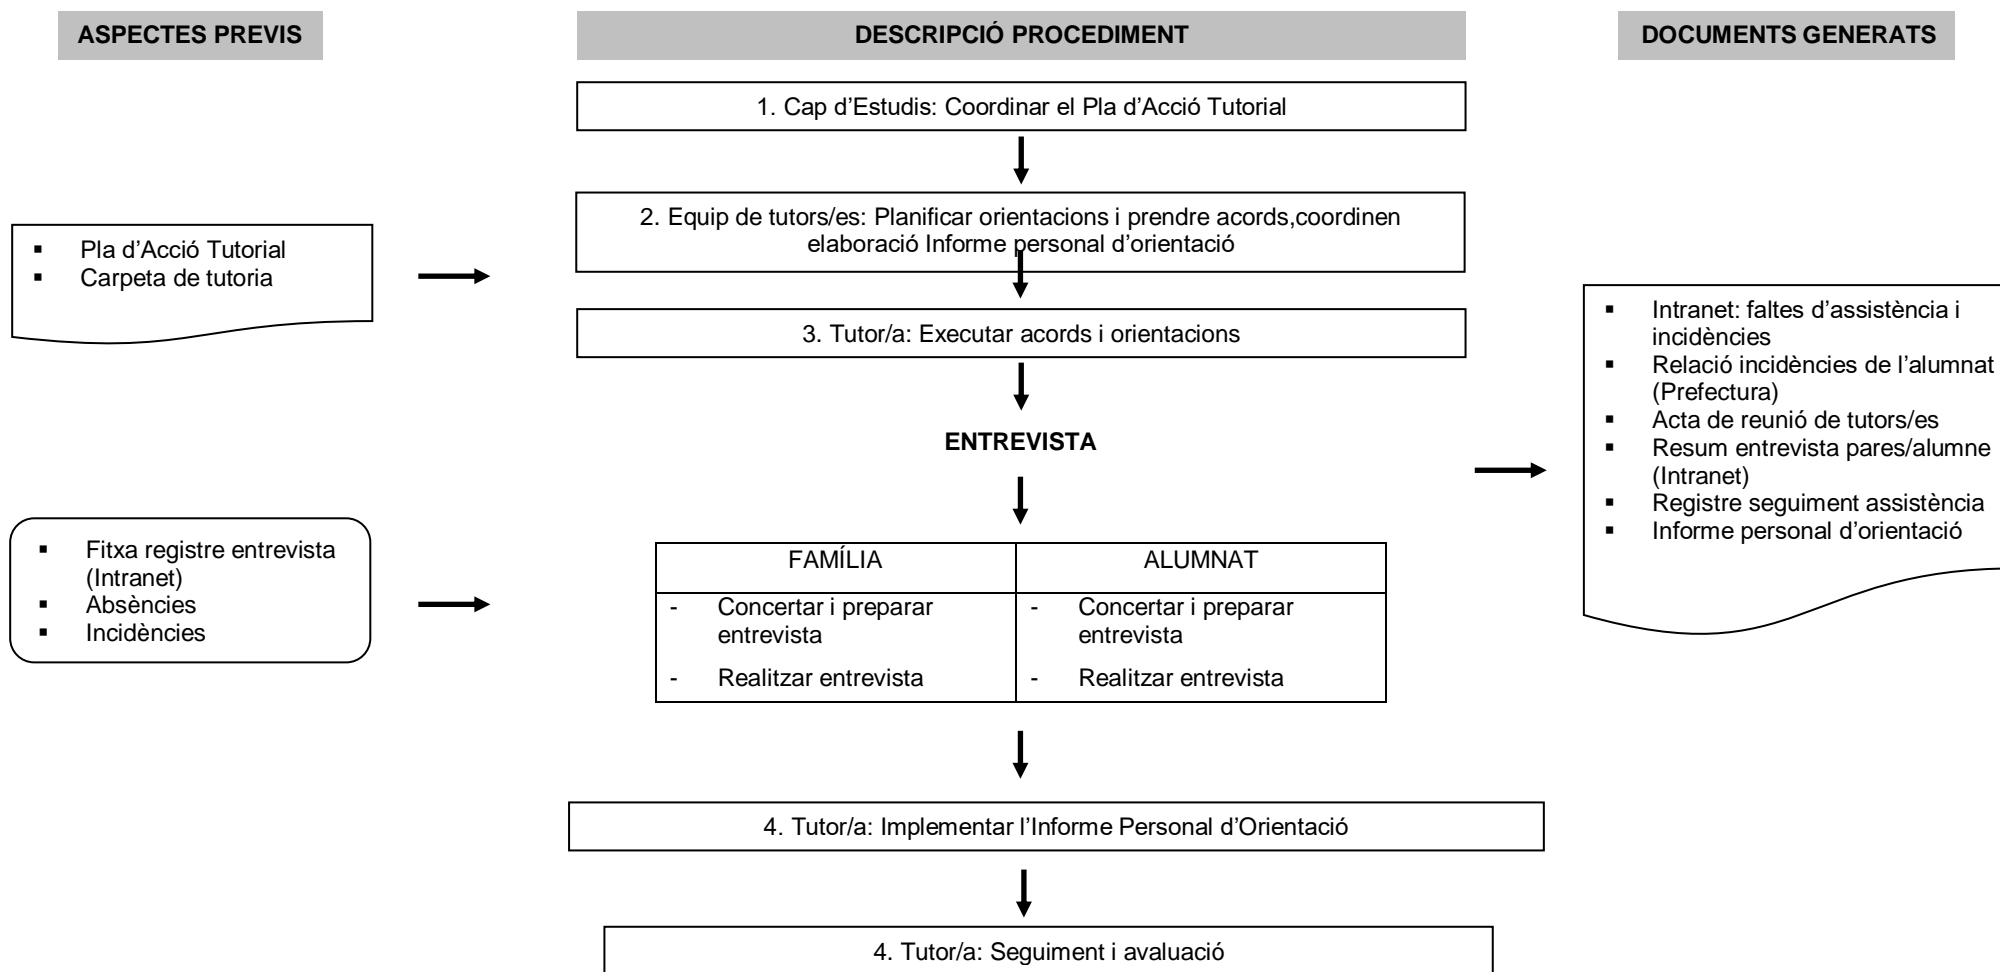 ASPECTES PREVIS
DESCRIPCIÓ PROCEDIMENT
DOCUMENTS GENERATS
1. Cap d’Estudis: Coordinar el Pla d’Acció Tutorial
2. Equip de tutors/es: Planificar orientacions i prendre acords,coordinen
elaboració Informe personal d’orientació
▪ Pla d’Acció Tutorial
▪ Carpeta de tutoria
3. Tutor/a: Executar acords i orientacions
ENTREVISTA
▪ Fitxa registre entrevista
(Intranet)
▪ Absències
▪ Incidències
FAMÍLIA
- Concertar i preparar
entrevista
- Realitzar entrevista
ALUMNAT
- Concertar i preparar
entrevista
- Realitzar entrevista
4. Tutor/a: Implementar l’Informe Personal d’Orientació
4. Tutor/a: Seguiment i avaluació
▪ Intranet: faltes d’assistència i
incidències
▪ Relació incidències de l’alumnat
(Prefectura)
▪ Acta de reunió de tutors/es
▪ Resum entrevista pares/alumne
(Intranet)
▪ Registre seguiment assistència
▪ Informe personal d’orientació